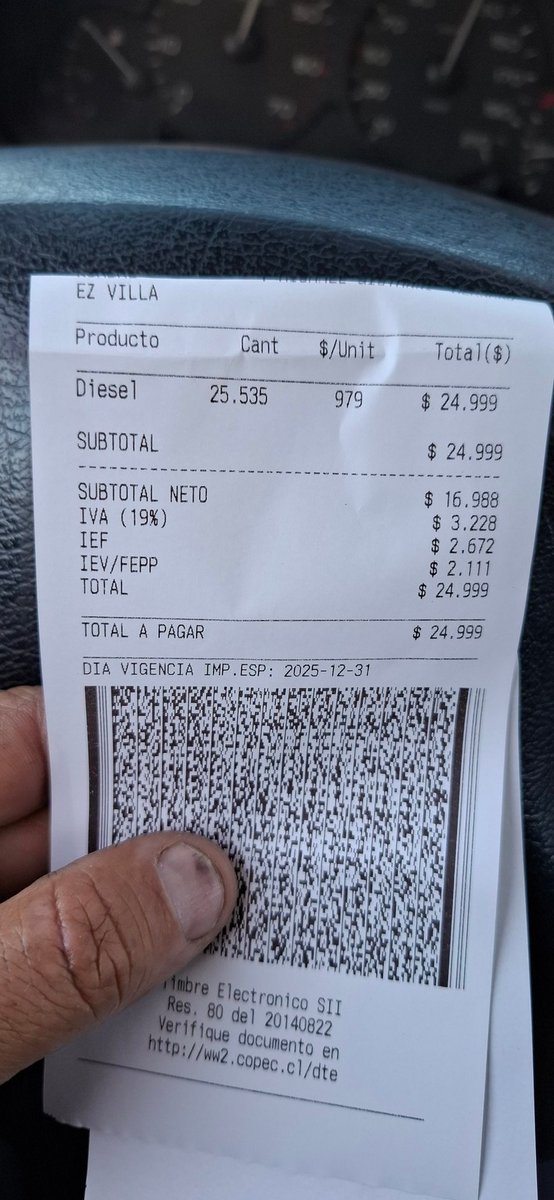 EZ VILLA
Producto Cant $/Unit Total($)
Diesel 25.535 979 $ 24.999
SUBTOTAL $ 24.999
SUBTOTAL NETO $ 16.988
IVA (19%) $ 3.228
IEF $ 2.672
IEV/FEPP $ 2.111
TOTAL $ 24.999
TOTAL A PAGAR $ 24.999
DIA VIGENCIA IMP.ESP: 2025-12-31
imbre Electronico SII
Res. 80 del 20140822
Verifique documento en
http://ww2.copec.cl/dte